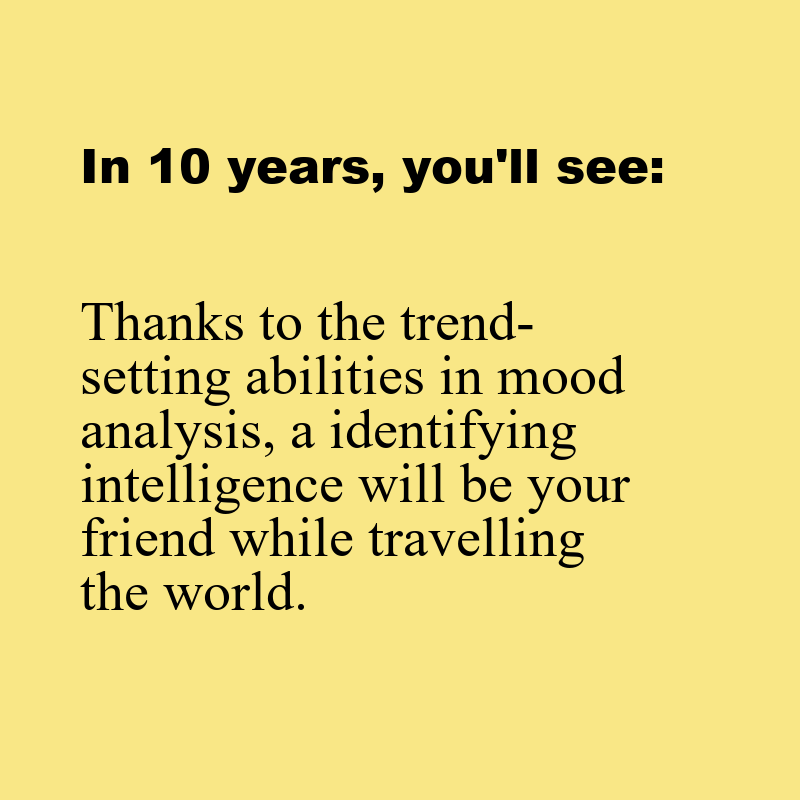 In 10 years, you'll see:
Thanks to the trend-
setting abilities in mood
analysis, a identifying
intelligence will be your
friend while travelling
the world.